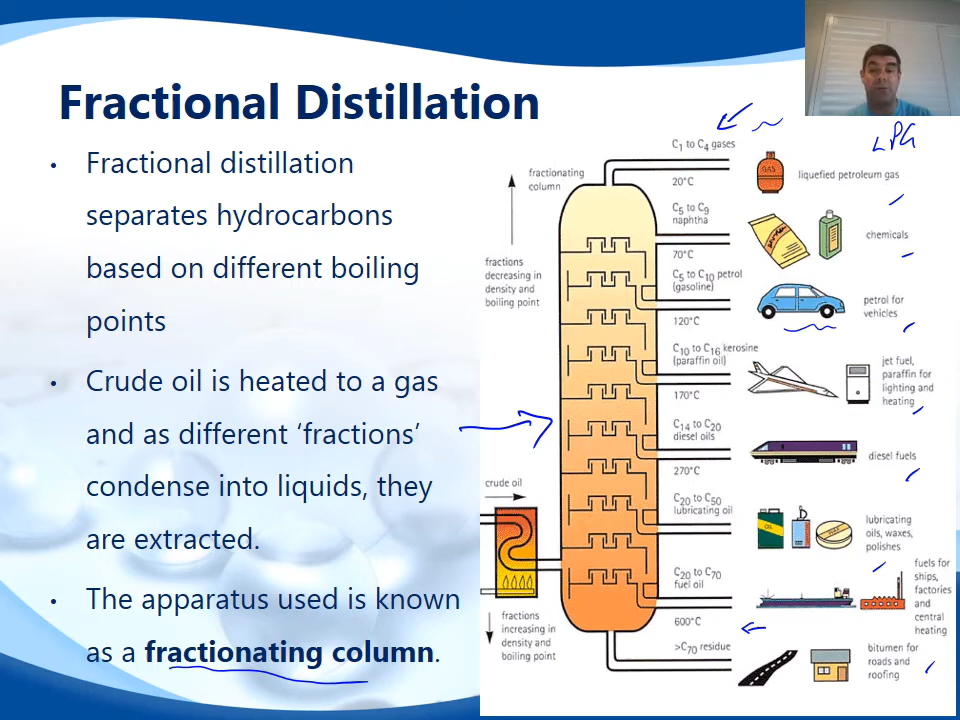 Fractional Distillation
• Fractional distillation
separates hydrocarbons
based on different boiling
points
• Crude oil is heated to a gas
and as different ‘fractions’
condense into liquids, they
are extracted.
• The apparatus used is known
as a fractionating column.
fractionating
column
fractions
decreasing in
density and
boiling point
crude oil
fractions
increasing in
density and
boiling point
C1 to C4 gases
20°C
C5 to C9
naphtha
70°C
C5 to C10 petrol
(gasoline)
120°C
C10 to C16 kerosine
(paraffin oil)
170°C
C14 to C20
diesel oils
270°C
C20 to C50
lubricating oil
C20 to C70
fuel oil
600°C
>C70 residue
LPG
GAS
liquefied petroleum gas
chemicals
petrol for
vehicles
jet fuel,
paraffin for
lighting and
heating
diesel fuels
OIL
lubricating
oils, waxes,
polishes
fuels for
ships,
factories
and
central
heating
bitumen for
roads and
roofing